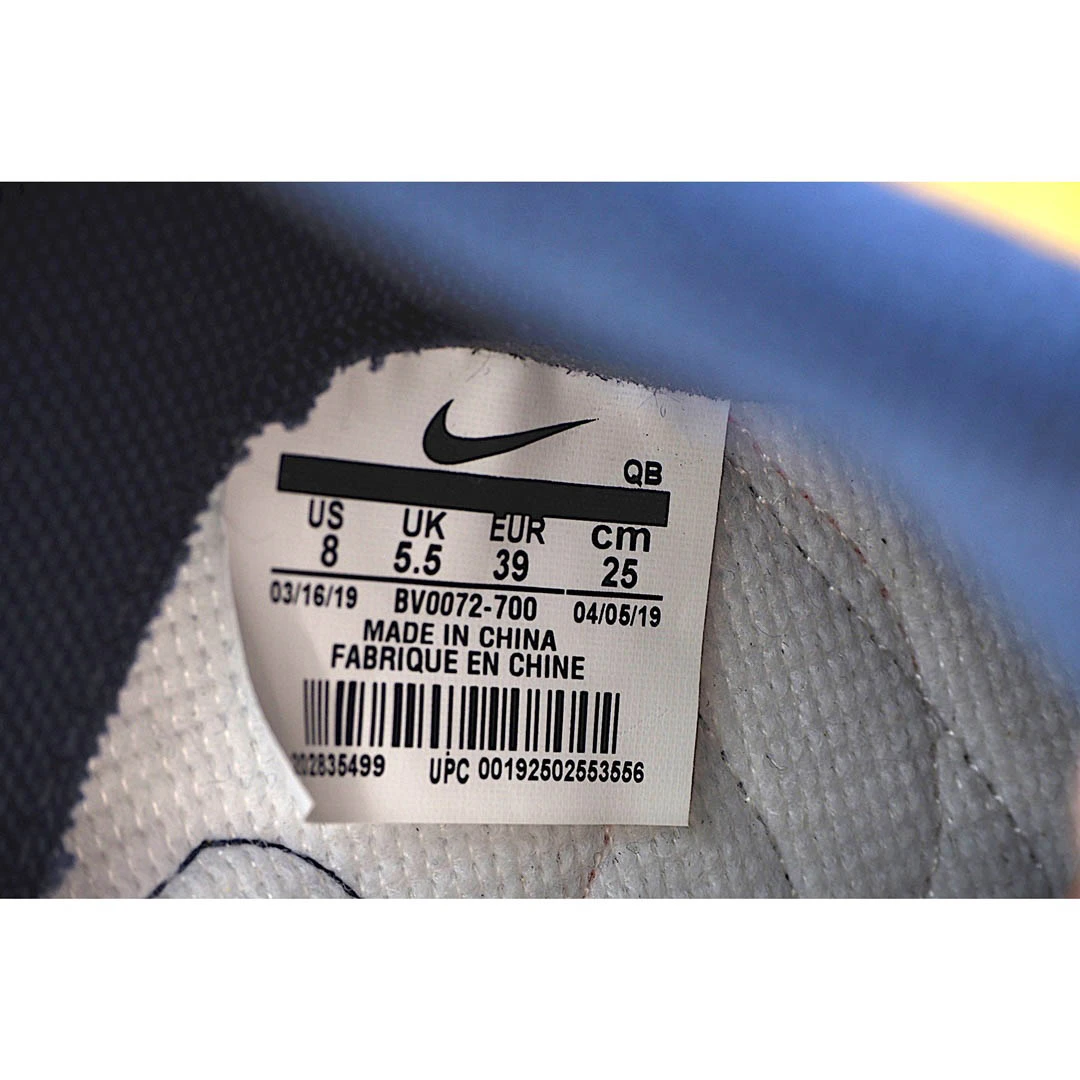 QB
US UK EUR cm
8 5.5 39 25
03/16/19 BV0072-700 04/05/19
MADE IN CHINA
FABRIQUE EN CHINE
202835499 UPC 00192502553556